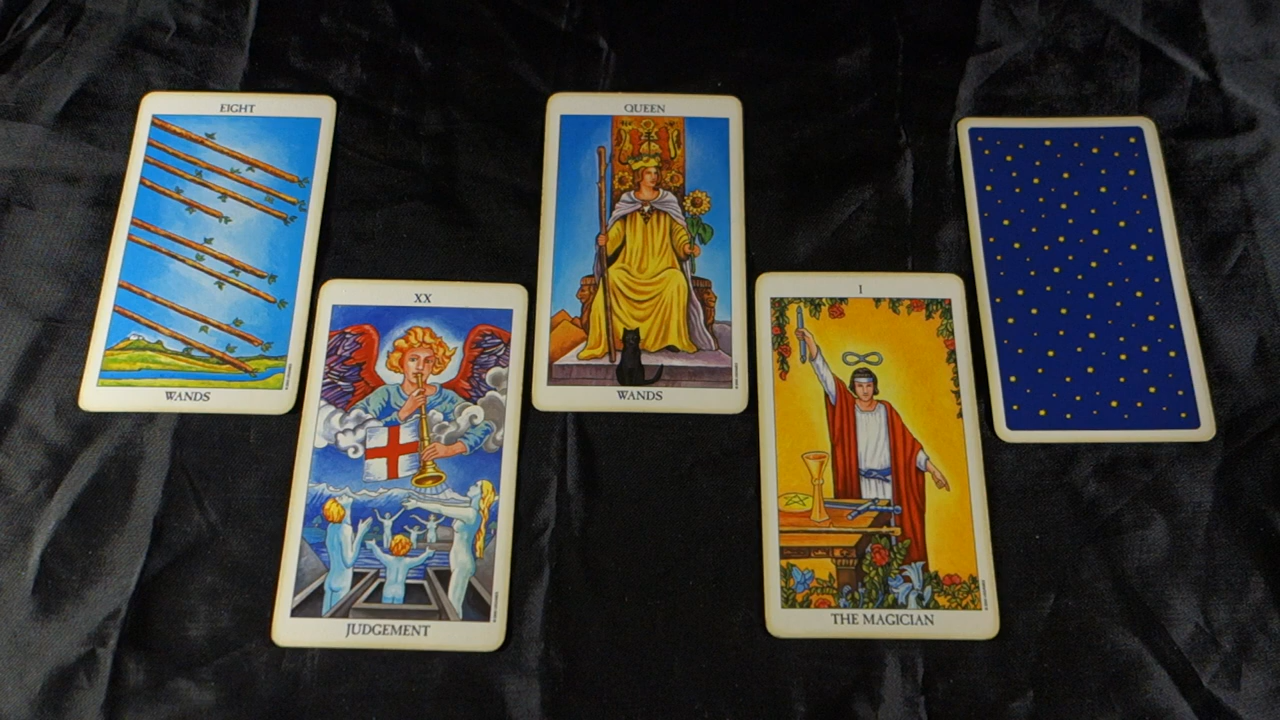 EIGHT
WANDS
XX
JUDGEMENT
QUEEN
WANDS
I
THE MAGICIAN